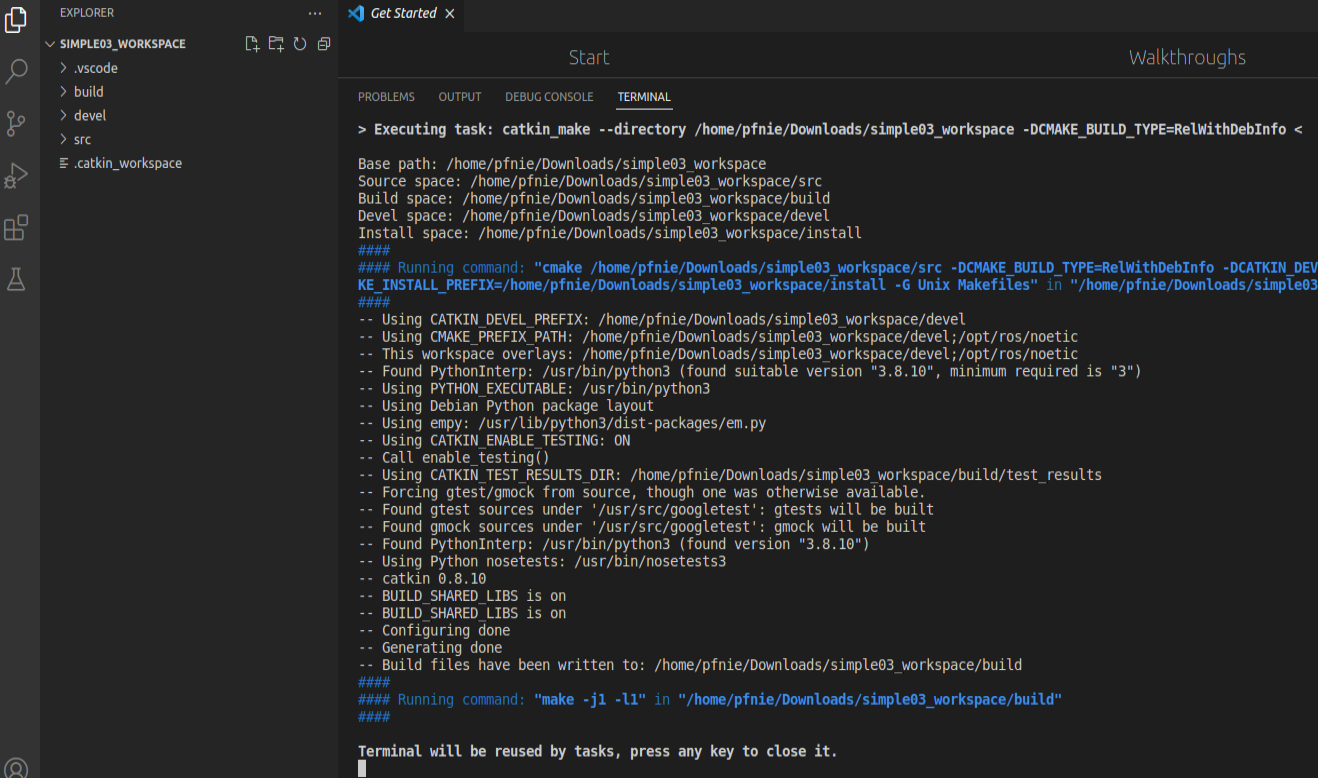 EXPLORER
SIMPLE03_WORKSPACE
.vscode
build
devel
src
.catkin_workspace
Get Started
Start
Walkthroughs
PROBLEMS OUTPUT DEBUG CONSOLE TERMINAL
> Executing task: catkin_make --directory /home/pfnie/Downloads/simple03_workspace -DCMAKE_BUILD_TYPE=RelWithDebInfo <
Base path: /home/pfnie/Downloads/simple03_workspace
Source space: /home/pfnie/Downloads/simple03_workspace/src
Build space: /home/pfnie/Downloads/simple03_workspace/build
Devel space: /home/pfnie/Downloads/simple03_workspace/devel
Install space: /home/pfnie/Downloads/simple03_workspace/install
####
#### Running command: "cmake /home/pfnie/Downloads/simple03_workspace/src -DCMAKE_BUILD_TYPE=RelWithDebInfo -DCATKIN_DEV
KE_INSTALL_PREFIX=/home/pfnie/Downloads/simple03_workspace/install -G Unix Makefiles" in "/home/pfnie/Downloads/simple03
####
-- Using CATKIN_DEVEL_PREFIX: /home/pfnie/Downloads/simple03_workspace/devel
-- Using CMAKE_PREFIX_PATH: /home/pfnie/Downloads/simple03_workspace/devel;/opt/ros/noetic
-- This workspace overlays: /home/pfnie/Downloads/simple03_workspace/devel;/opt/ros/noetic
-- Found PythonInterp: /usr/bin/python3 (found suitable version "3.8.10", minimum required is "3")
-- Using PYTHON_EXECUTABLE: /usr/bin/python3
-- Using Debian Python package layout
-- Using empy: /usr/lib/python3/dist-packages/em.py
-- Using CATKIN_ENABLE_TESTING: ON
-- Call enable_testing()
-- Using CATKIN_TEST_RESULTS_DIR: /home/pfnie/Downloads/simple03_workspace/build/test_results
-- Forcing gtest/gmock from source, though one was otherwise available.
-- Found gtest sources under '/usr/src/googletest': gtests will be built
-- Found gmock sources under '/usr/src/googletest': gmock will be built
-- Found PythonInterp: /usr/bin/python3 (found version "3.8.10")
-- Using Python nosetests: /usr/bin/nosetests3
-- catkin 0.8.10
-- BUILD_SHARED_LIBS is on
-- BUILD_SHARED_LIBS is on
-- Configuring done
-- Generating done
-- Build files have been written to: /home/pfnie/Downloads/simple03_workspace/build
####
#### Running command: "make -j1 -l1" in "/home/pfnie/Downloads/simple03_workspace/build"
####
Terminal will be reused by tasks, press any key to close it.